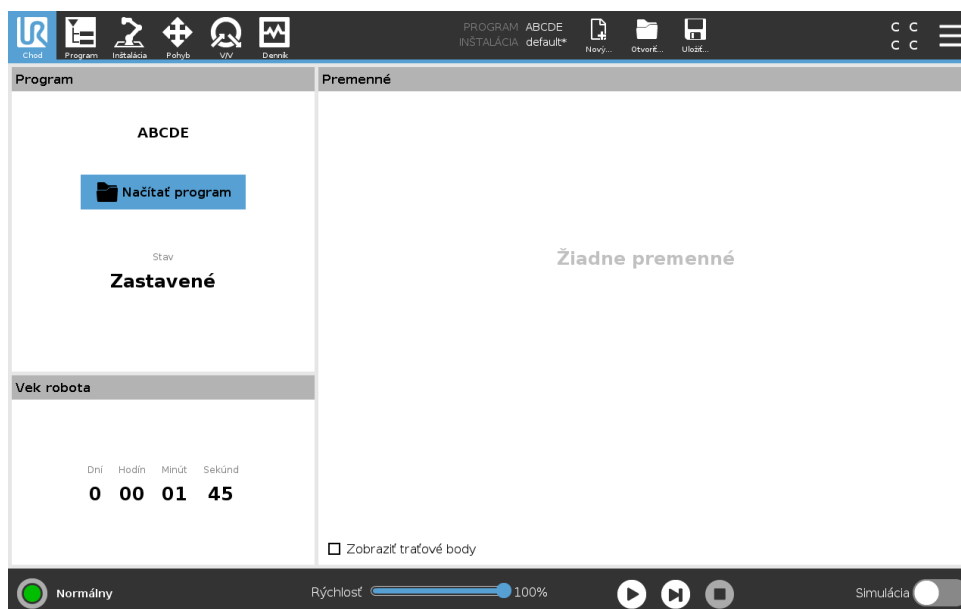 UR
Chod
Program
Inštalácia
Pohyb
V/V
Denník
PROGRAM ABCDE
INŠTALÁCIA default*
Nový...
Otvoriť...
Uložiť...
C C
C C
Program
ABCDE
Načítať program
Stav
Zastavené
Premenné
Žiadne premenné
Vek robota
Dní Hodín Minút Sekúnd
0 00 01 45
Zobraziť traťové body
Normálny
Rýchlosť 100%
Simulácia